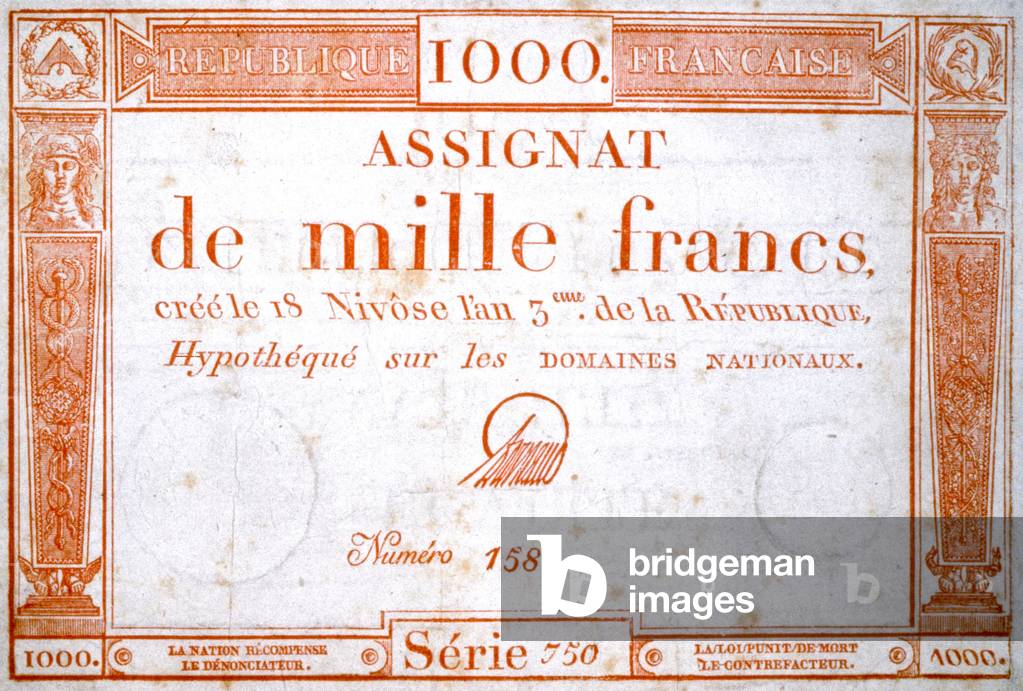 RÉPUBLIQUE 1000. FRANCAISE
ASSIGNAT
de mille francs,
créé le 18 Nivôse l'an 3eme. de la RÉPUBLIQUE,
Hypothéqué sur les DOMAINES NATIONAUX.
Numéro 158
bridgeman
images
b
1000.
LA NATION RÉCOMPENSE
LE DÉNONCIATEUR.
Série 750
LA LOI PUNIT DE MORT
LE CONTREFACTEUR.
1000.